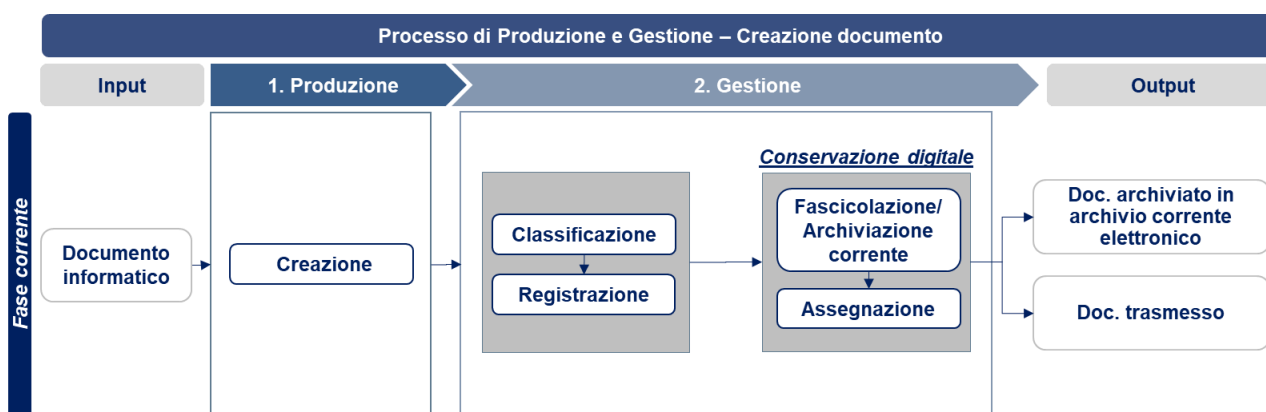 Processo di Produzione e Gestione – Creazione documento
Input
1. Produzione
2. Gestione
Output
Fase corrente
Documento
informatico
Creazione
Classificazione
Registrazione
Conservazione digitale
Fascicolazione/
Archiviazione
corrente
Assegnazione
Doc. archiviato in
archivio corrente
elettronico
Doc. trasmesso